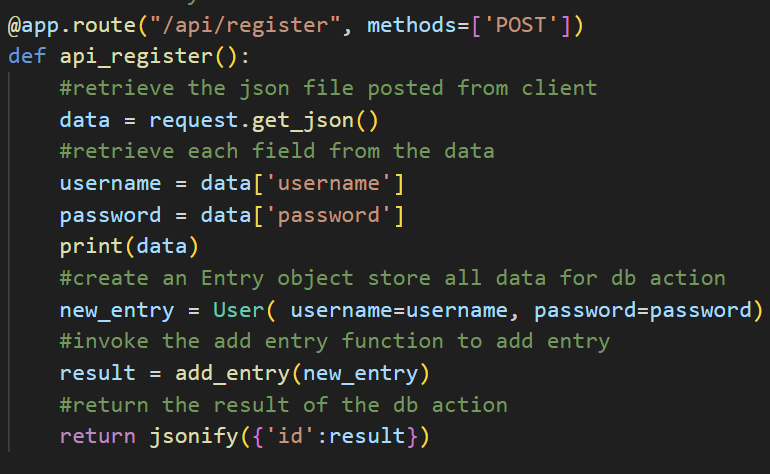 @app.route("/api/register", methods=['POST'])
def api_register():
    #retrieve the json file posted from client
    data = request.get_json()
    #retrieve each field from the data
    username = data['username']
    password = data['password']
    print(data)
    #create an Entry object store all data for db action
    new_entry = User( username=username, password=password)
    #invoke the add entry function to add entry
    result = add_entry(new_entry)
    #return the result of the db action
    return jsonify({'id':result})